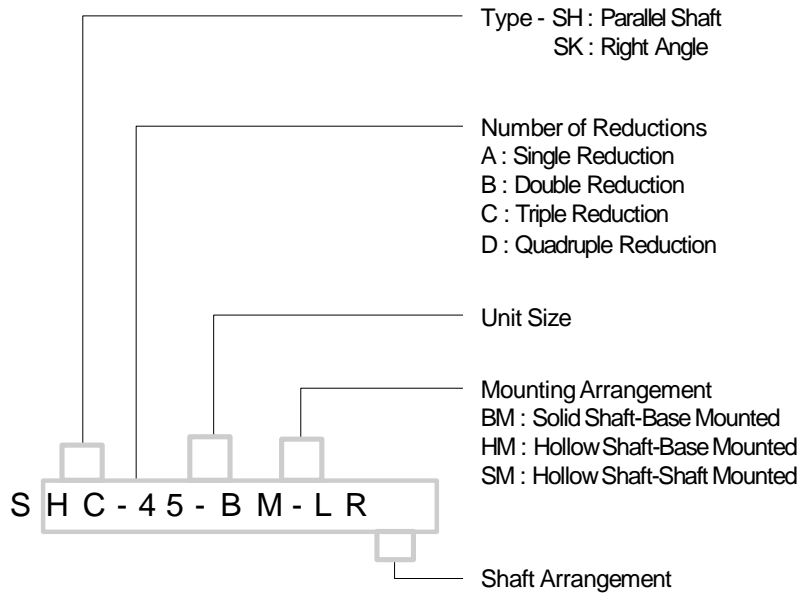 Type - SH : Parallel Shaft
SK : Right Angle
Number of Reductions
A : Single Reduction
B : Double Reduction
C : Triple Reduction
D : Quadruple Reduction
Unit Size
Mounting Arrangement
BM : Solid Shaft-Base Mounted
HM : Hollow Shaft-Base Mounted
SM : Hollow Shaft-Shaft Mounted
S H C - 4 5 - B M - L R
Shaft Arrangement